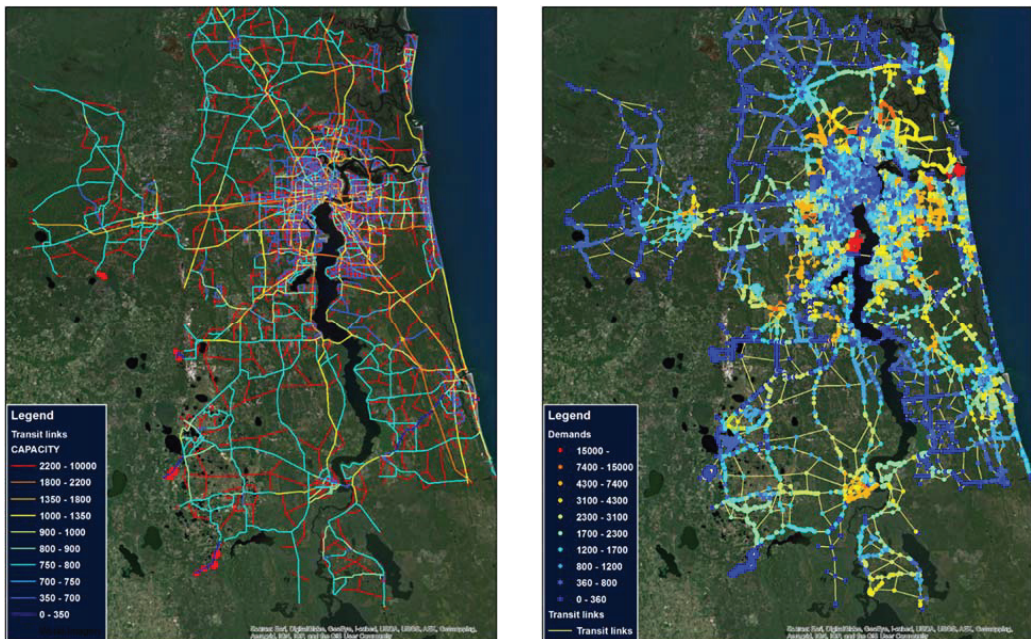 Legend
Transit links
CAPACITY
2200 - 10000
1800 - 2200
1350 - 1800
1000 - 1350
900 - 1000
800 - 900
750 - 800
700 - 750
350 - 700
0 - 350
Legend
Demands
15000 -
7400 - 15000
4300 - 7400
3100 - 4300
2300 - 3100
1700 - 2300
1200 - 1700
800 - 1200
360 - 800
0 - 360
Transit links
Transit links